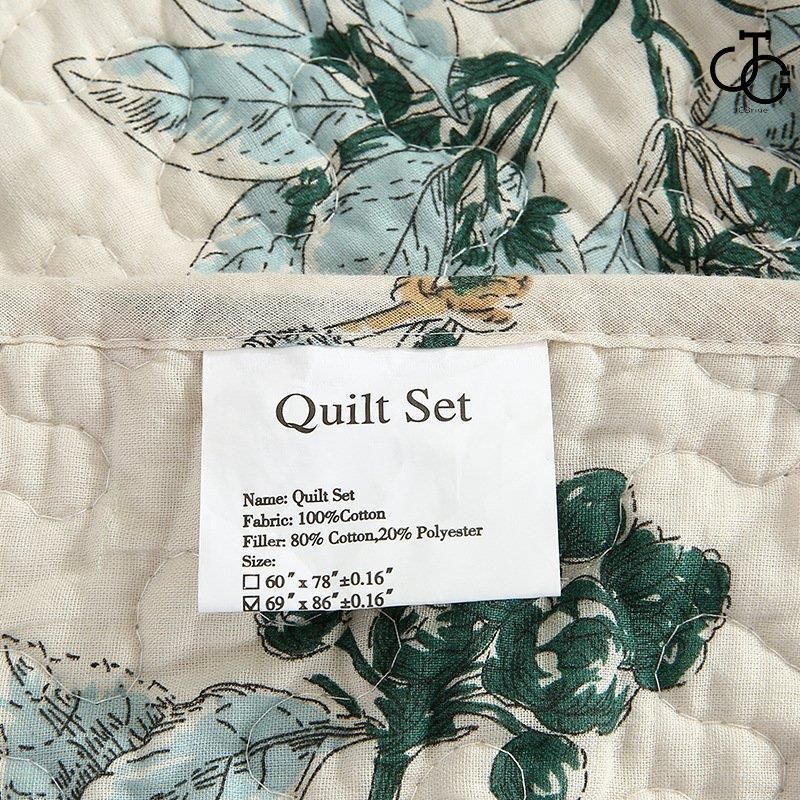 Quilt Set
Name: Quilt Set
Fabric: 100%Cotton
Filler: 80% Cotton,20% Polyester
Size:
☐ 60″ x 78″±0.16″
☑ 69″ x 86″±0.16″